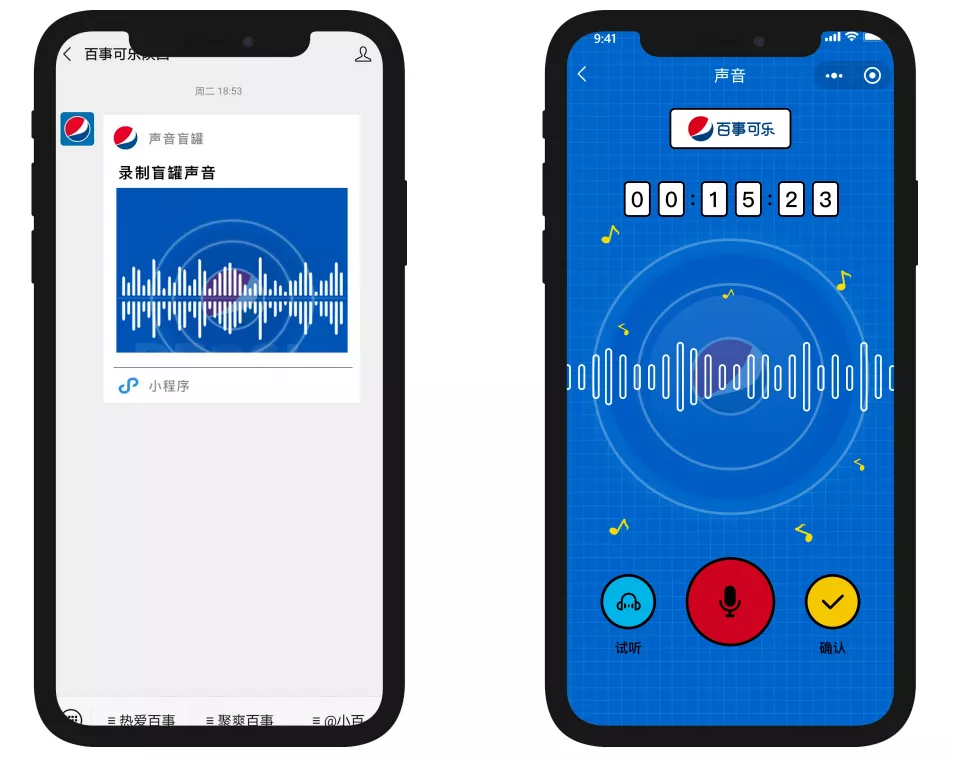 百事可乐陕西
周二 18:53
声音盲罐
录制盲罐声音
小程序
≡ 热爱百事
≡ 聚爽百事
≡ @小百
9:41
声音
百事可乐
00:15:23
试听
确认